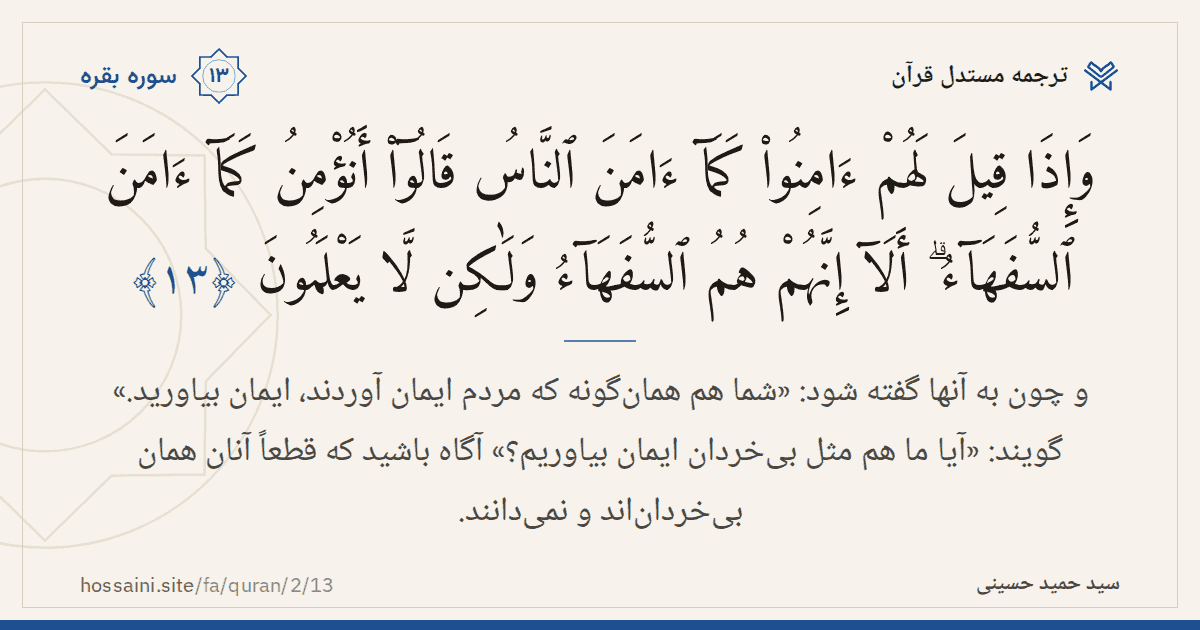 ترجمه مستدل قرآن
۱۳ سوره بقره
وَإِذَا قِيلَ لَهُمْ ءَامِنُوا۟ كَمَآ ءَامَنَ ٱلنَّاسُ قَالُوٓا۟ أَنُؤْمِنُ كَمَآ ءَامَنَ
ٱلسُّفَهَآءُ ۗ أَلَآ إِنَّهُمْ هُمُ ٱلسُّفَهَآءُ وَلَـٰكِن لَّا يَعْلَمُونَ ﴿١٣﴾
و چون به آنها گفته شود: «شما هم همان‌گونه که مردم ایمان آوردند، ایمان بیاورید.»
گویند: «آیا ما هم مثل بی‌خردان ایمان بیاوریم؟» آگاه باشید که قطعاً آنان همان
بی‌خردان‌اند و نمی‌دانند.
سید حمید حسینی
hossaini.site/fa/quran/2/13